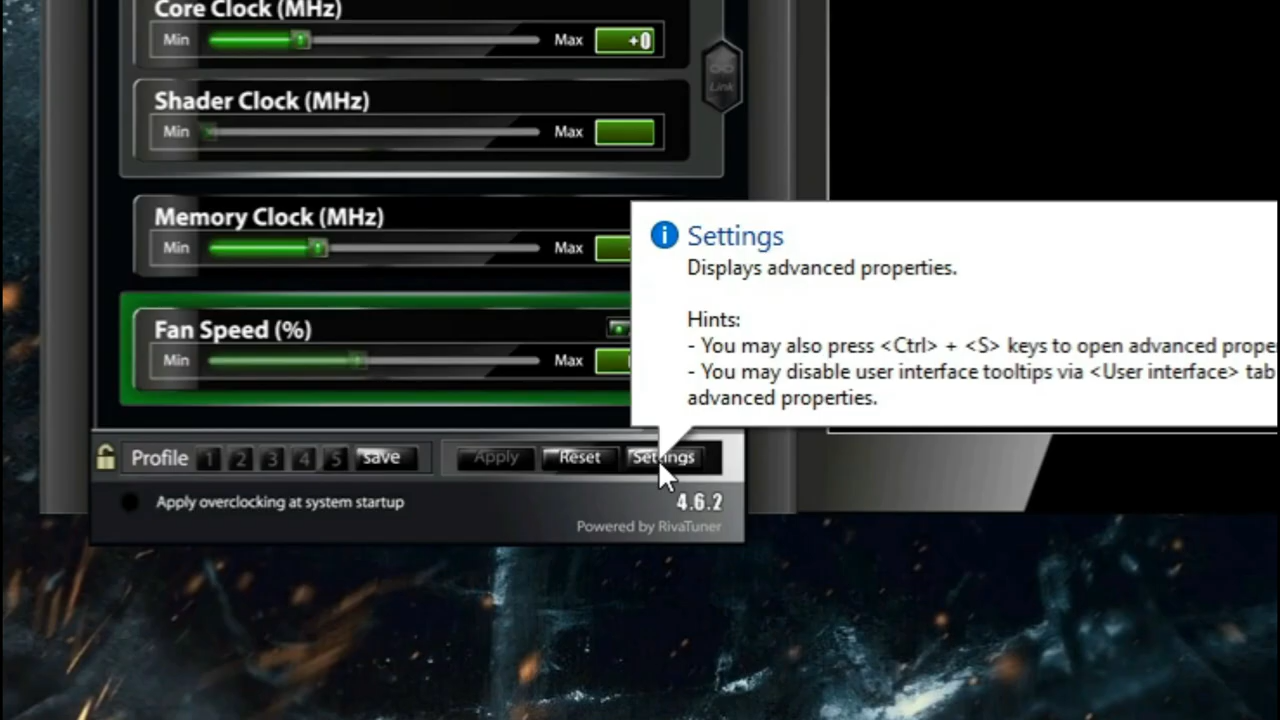 Core Clock (MHz)
Min Max +0
Link
Shader Clock (MHz)
Min Max
Memory Clock (MHz)
Min Max
Fan Speed (%)
Min Max
Settings
Displays advanced properties.
Hints:
- You may also press <Ctrl> + <S> keys to open advanced prope
- You may disable user interface tooltips via <User interface> tab
advanced properties.
Profile 1 2 3 4 5 save Apply Reset Settings
Apply overclocking at system startup 4.6.2
Powered by RivaTuner